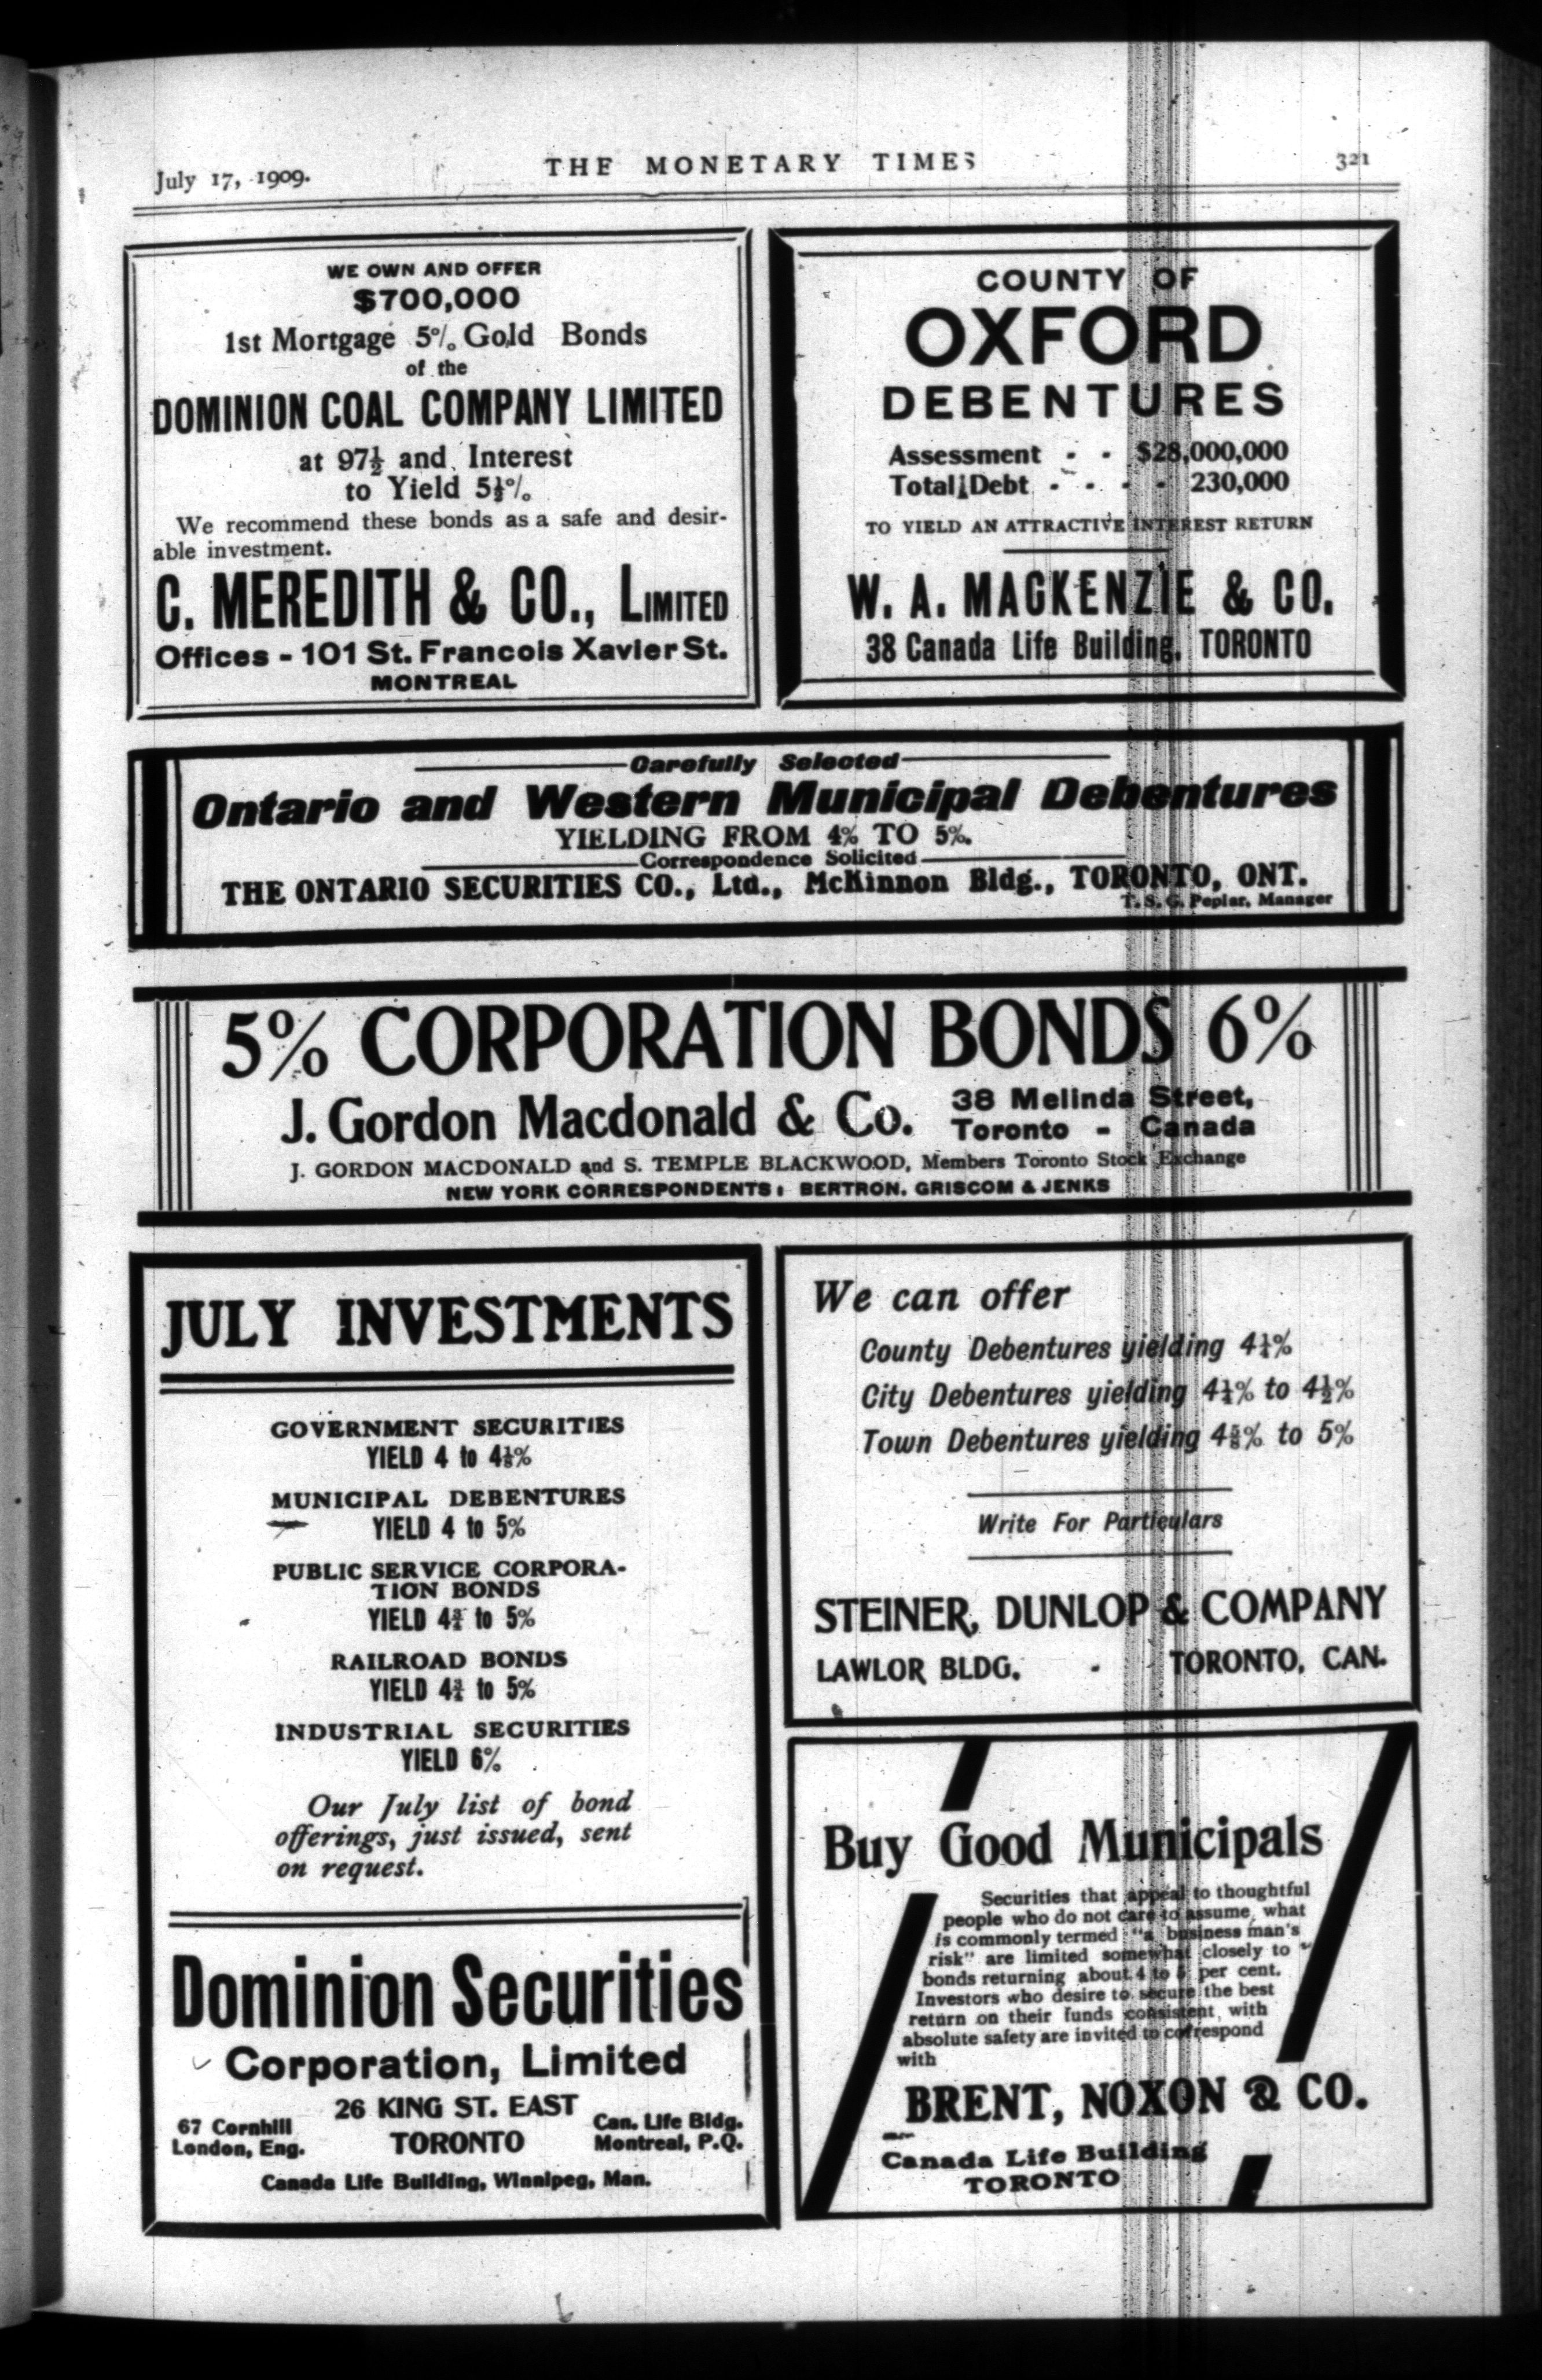 July 17, 1909.
THE MONETARY TIMES
321
WE OWN AND OFFER
$700,000
1st Mortgage 5% Gold Bonds
of the
DOMINION COAL COMPANY LIMITED
at 97½ and Interest
to Yield 5⅛%
We recommend these bonds as a safe and desir-
able investment.
C. MEREDITH & CO., LIMITED
Offices - 101 St. Francois Xavier St.
MONTREAL
COUNTY OF
OXFORD
DEBENTURES
Assessment - - $28,000,000
Total Debt - - - - 230,000
TO YIELD AN ATTRACTIVE INTEREST RETURN
W. A. MACKENZIE & CO.
38 Canada Life Building, TORONTO
Carefully Selected
Ontario and Western Municipal Debentures
YIELDING FROM 4% TO 5%.
Correspondence Solicited
THE ONTARIO SECURITIES CO., Ltd., McKinnon Bldg., TORONTO, ONT.
T. S. G. Pepler, Manager
5% CORPORATION BONDS 6%
J. Gordon Macdonald & Co.
38 Melinda Street,
Toronto - Canada
J. GORDON MACDONALD and S. TEMPLE BLACKWOOD, Members Toronto Stock Exchange
NEW YORK CORRESPONDENTS: BERTRON, GRISCOM & JENKS
JULY INVESTMENTS
GOVERNMENT SECURITIES
YIELD 4 to 4⅛%
MUNICIPAL DEBENTURES
YIELD 4 to 5%
PUBLIC SERVICE CORPORA-
TION BONDS
YIELD 4¾ to 5%
RAILROAD BONDS
YIELD 4¾ to 5%
INDUSTRIAL SECURITIES
YIELD 6%
Our July list of bond
offerings, just issued, sent
on request.
Dominion Securities
Corporation, Limited
26 KING ST. EAST
TORONTO
67 Cornhill
London, Eng.
Can. Life Bldg.
Montreal, P.Q.
Canada Life Building, Winnipeg, Man.
We can offer
County Debentures yielding 4¼%
City Debentures yielding 4¼% to 4½%
Town Debentures yielding 4⅝% to 5%
Write For Particulars
STEINER, DUNLOP & COMPANY
LAWLOR BLDG. - TORONTO, CAN.
Buy Good Municipals
Securities that appeal to thoughtful
people who do not care to assume what
is commonly termed "a business man's
risk" are limited somewhat closely to
bonds returning about 4 to 5 per cent.
Investors who desire to secure the best
return on their funds consistent with
absolute safety are invited to correspond
with
BRENT, NOXON & CO.
Canada Life Building
TORONTO